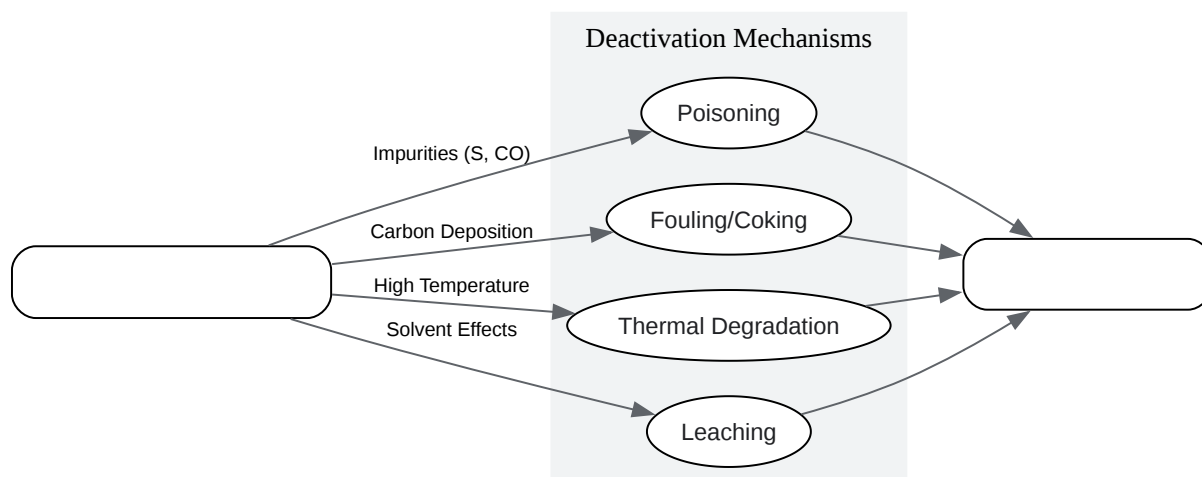 Deactivation Mechanisms
Impurities (S, CO)
Poisoning
Carbon Deposition
Fouling/Coking
High Temperature
Thermal Degradation
Solvent Effects
Leaching